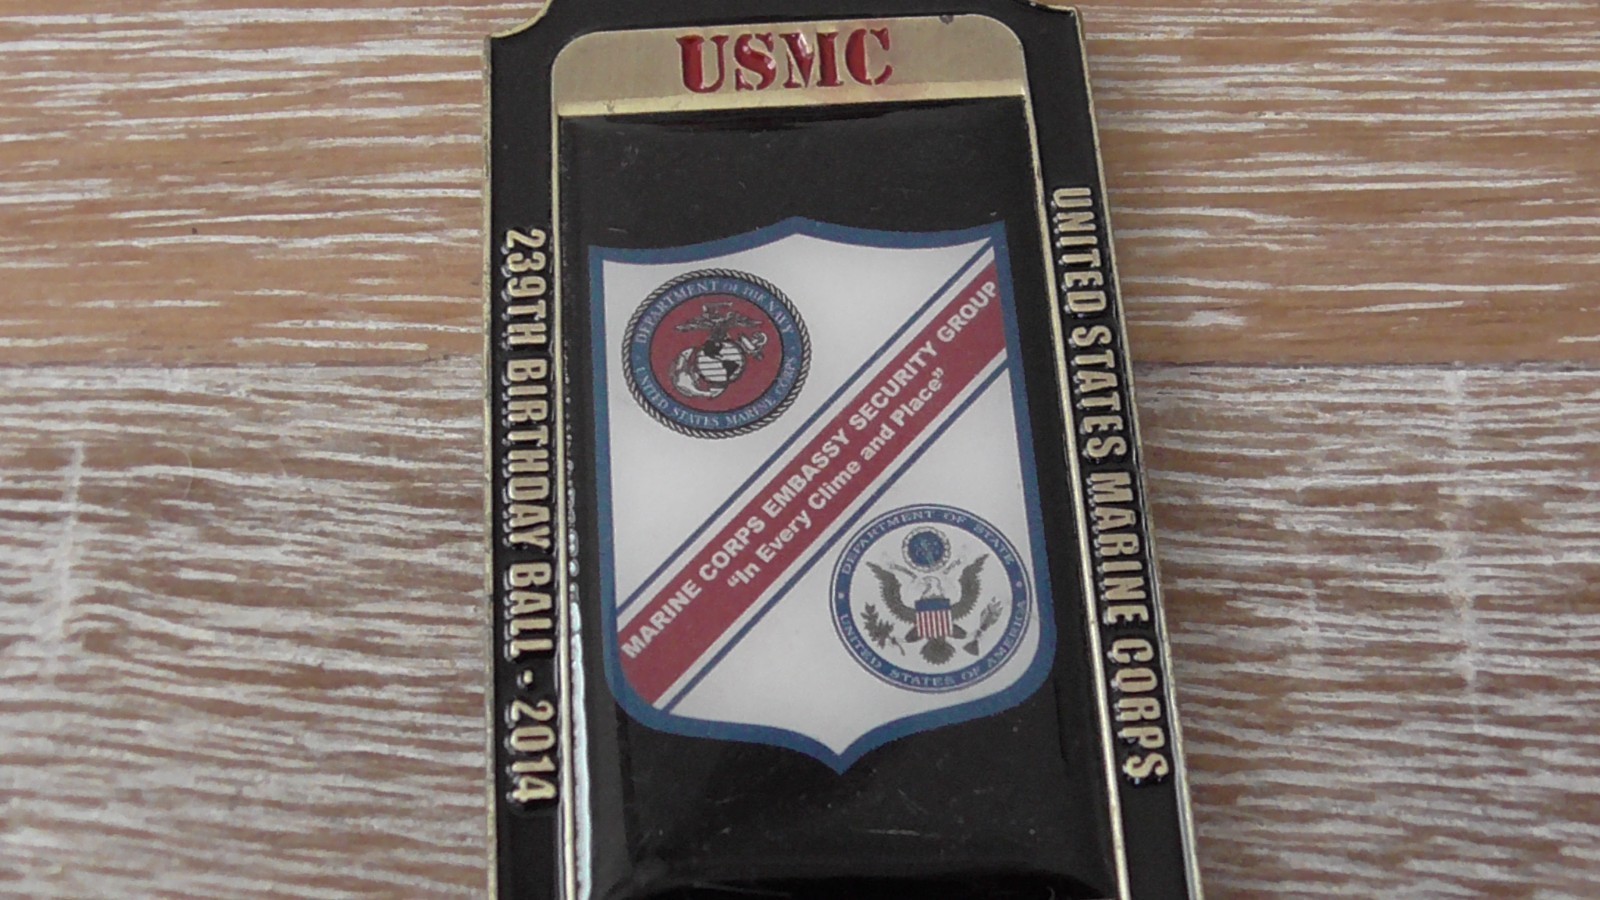 USMC
239TH BIRTHDAY BALL • 2014
UNITED STATES MARINE CORPS
DEPARTMENT OF THE NAVY
UNITED STATES MARINE CORPS
MARINE CORPS EMBASSY SECURITY GROUP
“In Every Clime and Place”
DEPARTMENT OF STATE
UNITED STATES OF AMERICA